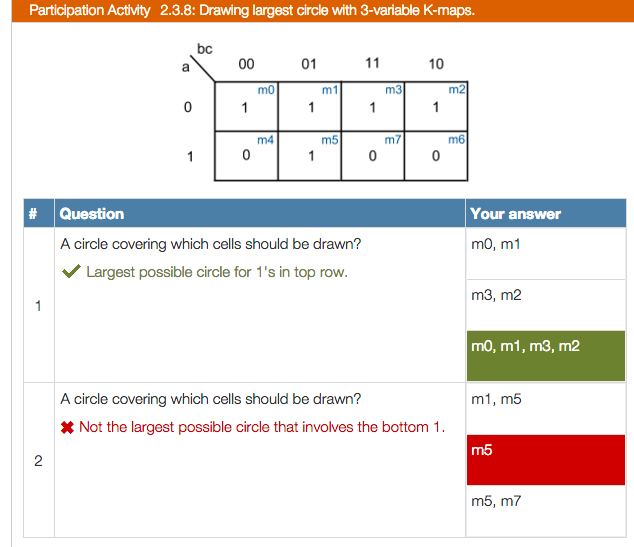 Participation Activity 2.3.8: Drawing largest circle with 3-variable K-maps.
bc
a 00 01 11 10
m0 m1 m3 m2
0 1 1 1 1
m4 m5 m7 m6
1 0 1 0 0
# Question Your answer
A circle covering which cells should be drawn? m0, m1
Largest possible circle for 1's in top row.
m3, m2
1
m0, m1, m3, m2
A circle covering which cells should be drawn? m1, m5
Not the largest possible circle that involves the bottom 1.
m5
2
m5, m7